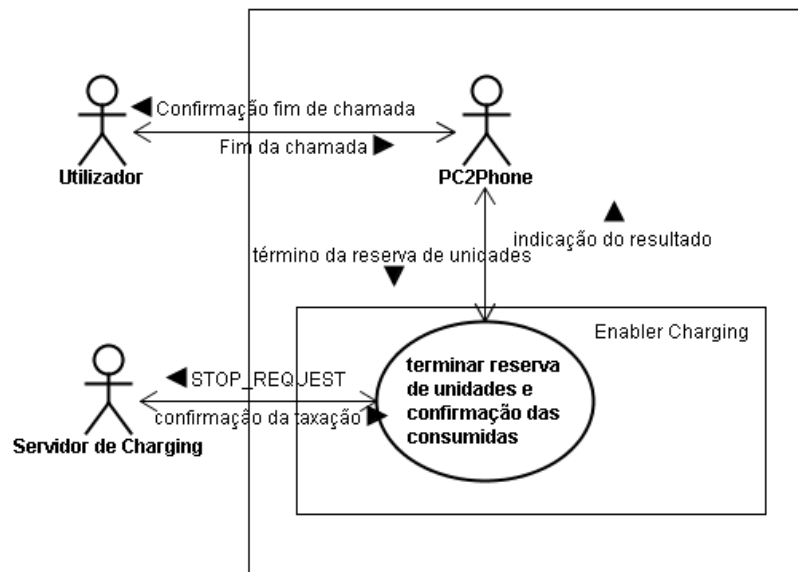 Confirmação fim de chamada
Fim da chamada
Utilizador
PC2Phone
indicação do resultado
término da reserva de unidades
Enabler Charging
terminar reserva
de unidades e
confirmação das
consumidas
STOP_REQUEST
confirmação da taxação
Servidor de Charging